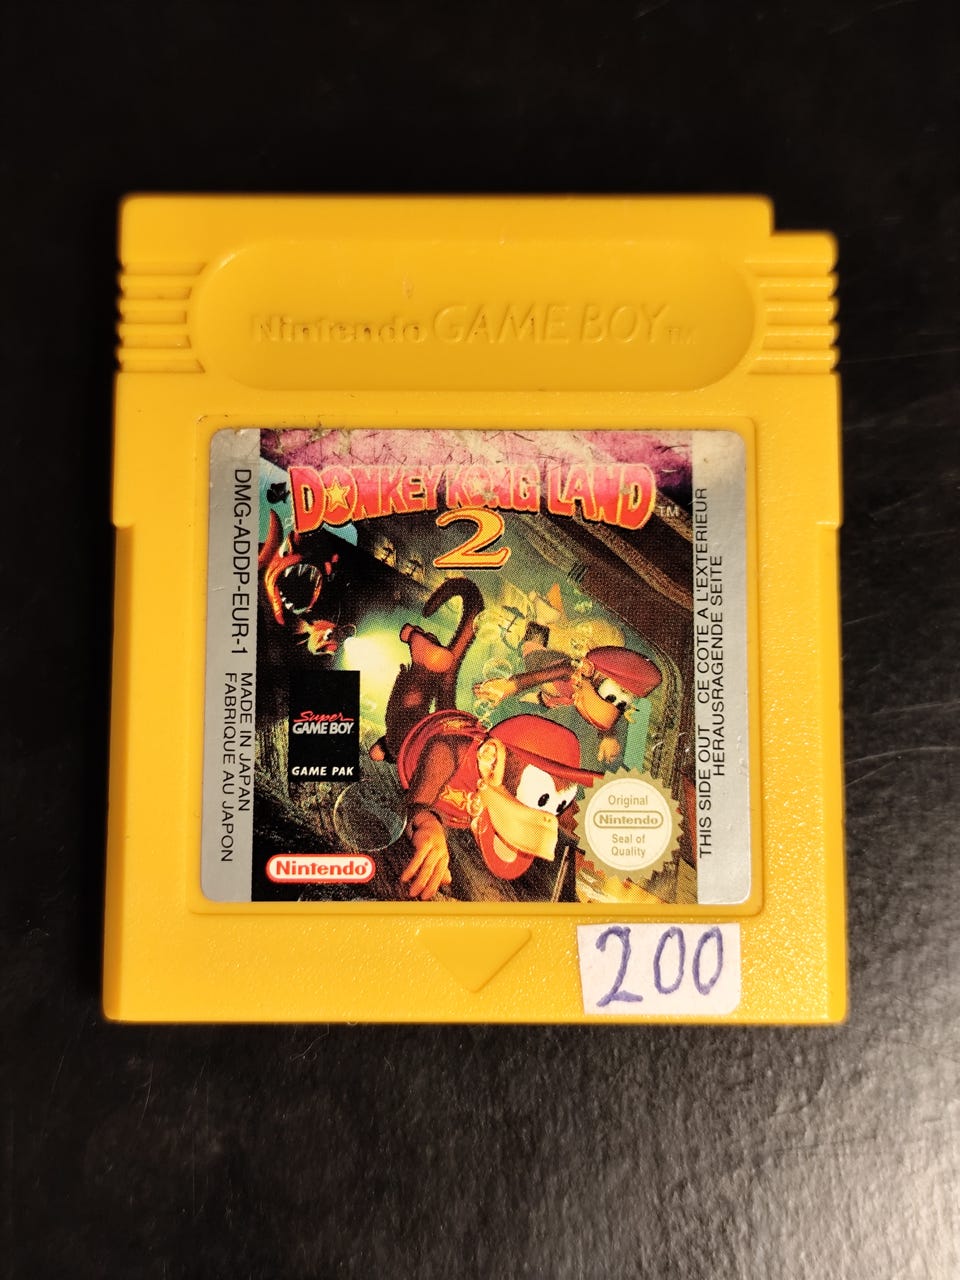 Nintendo GAME BOY TM
DONKEY KONG LAND
2 TM
DMG-ADDP-EUR-1
MADE IN JAPAN
FABRIQUE AU JAPON
Super
GAME BOY
GAME PAK
Nintendo
Original
Nintendo
Seal of
Quality
THIS SIDE OUT CE COTE A L'EXTERIEUR
HERAUSRAGENDE SEITE
200